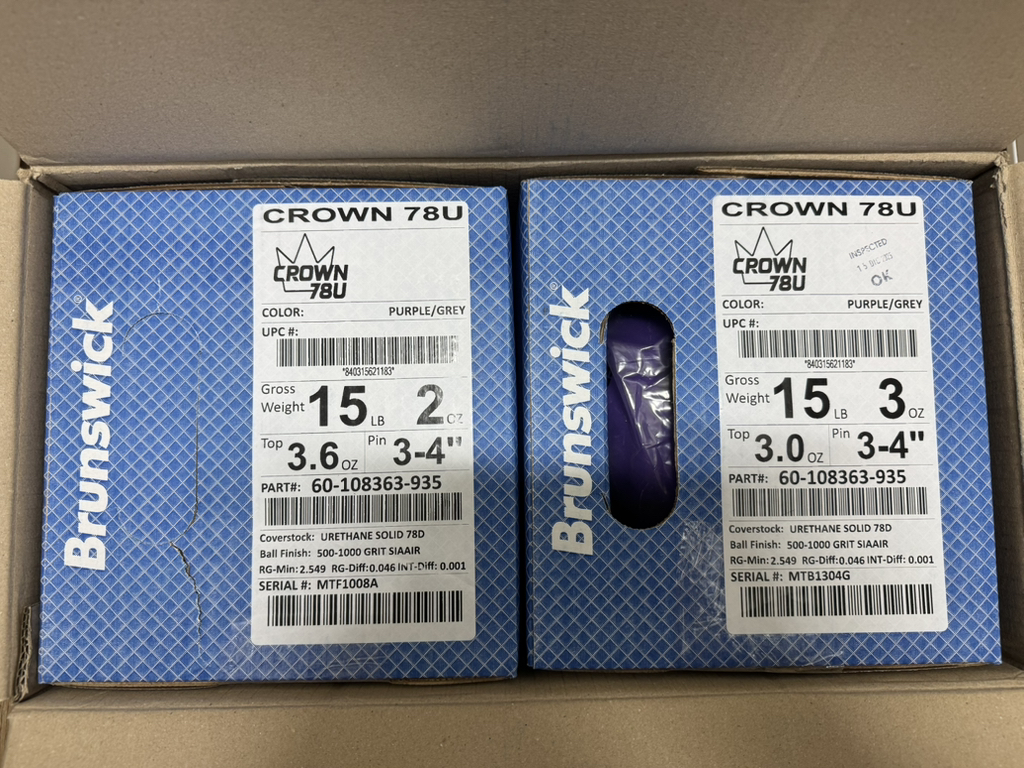 Brunswick®
CROWN 78U
CROWN
78U
COLOR: PURPLE/GREY
UPC #:
*840315621183*
Gross
Weight 15 LB 2 OZ
Top 3.6 OZ Pin 3-4"
PART#: 60-108363-935
Coverstock: URETHANE SOLID 78D
Ball Finish: 500-1000 GRIT SIAAIR
RG-Min: 2.549 RG-Diff: 0.046 INT-Diff: 0.001
SERIAL #: MTF1008A
Brunswick®
CROWN 78U
CROWN
78U
INSPECTED
OK
COLOR: PURPLE/GREY
UPC #:
*840315621183*
Gross
Weight 15 LB 3 OZ
Top 3.0 OZ Pin 3-4"
PART#: 60-108363-935
Coverstock: URETHANE SOLID 78D
Ball Finish: 500-1000 GRIT SIAAIR
RG-Min: 2.549 RG-Diff: 0.046 INT-Diff: 0.001
SERIAL #: MTB1304G